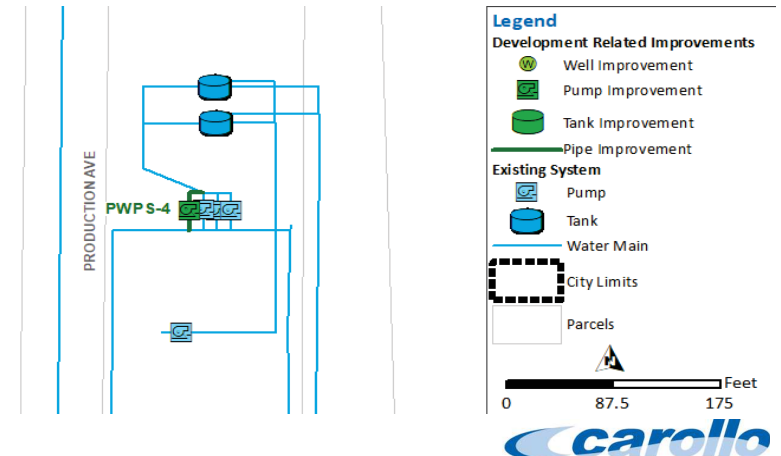 PRODUCTION AVE
PWPS-4
Legend
Development Related Improvements
W
Well Improvement
Pump Improvement
Tank Improvement
Pipe Improvement
Existing System
Pump
Tank
Water Main
City Limits
Parcels
N
Feet
0 87.5 175
carollo